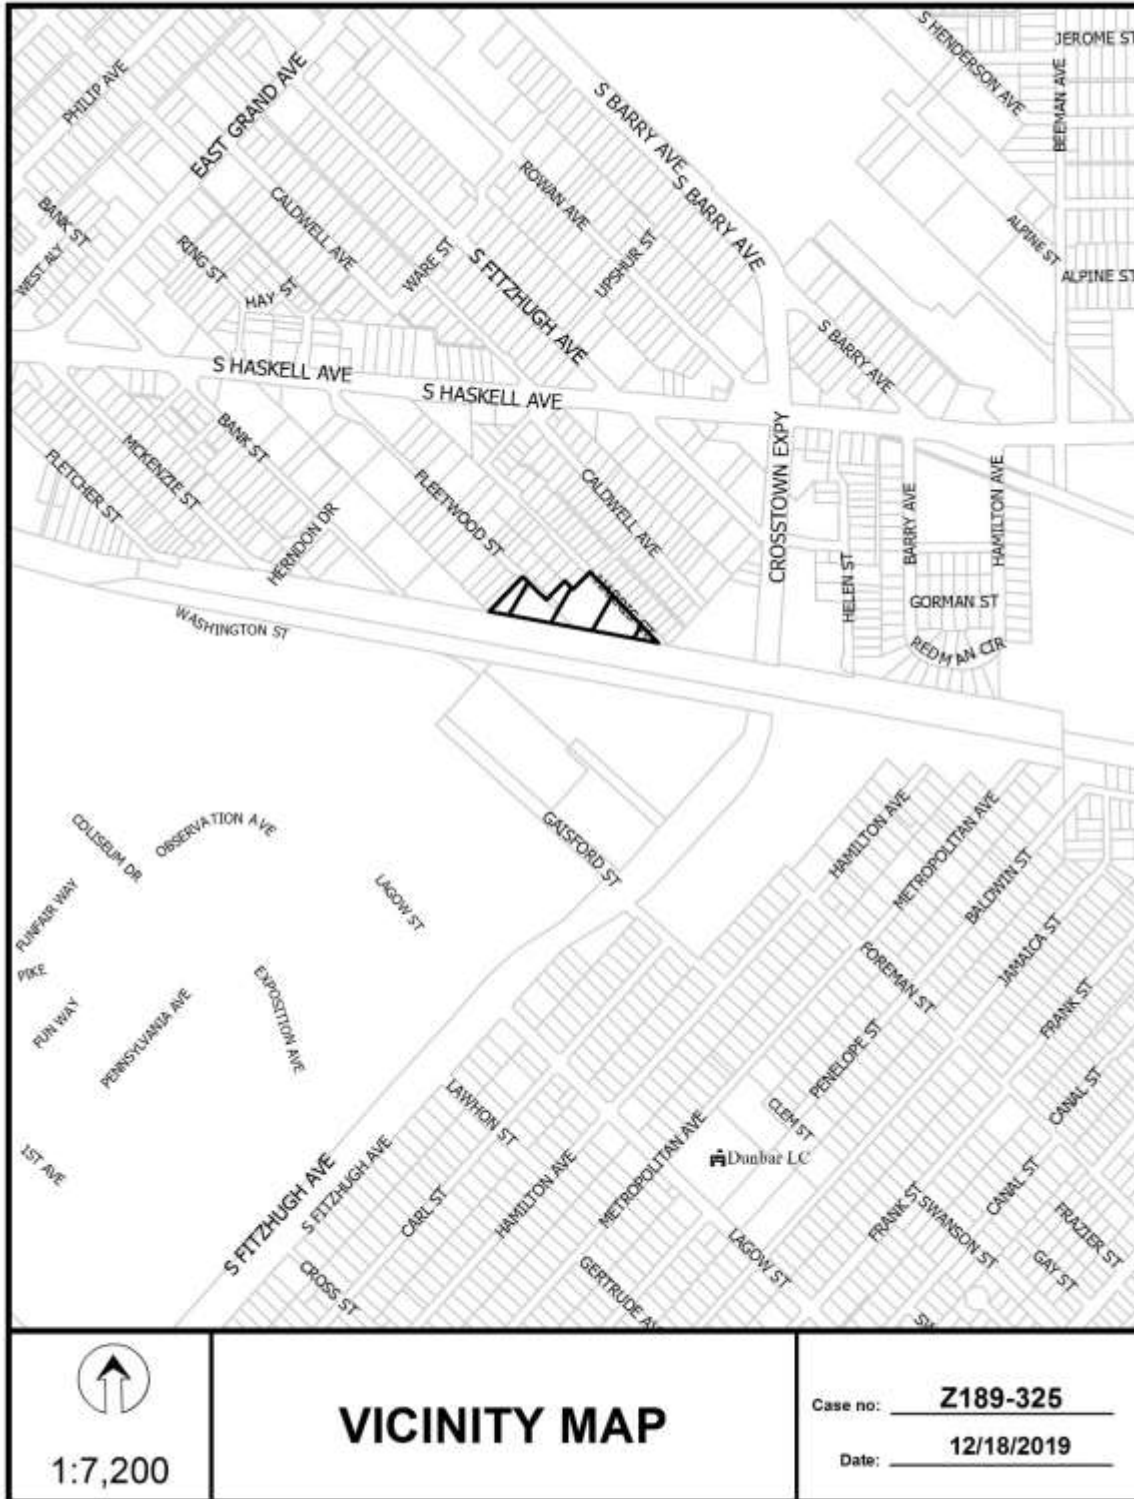 S HENDERSON AVE
JEROME ST
PHILIP AVE
EAST GRAND AVE
S BARRY AVE
BEEMAN AVE
S BARRY AVE
ROWAN AVE
CALDWELL AVE
BANK ST
ALPINE ST
RING ST
WARE ST
S FITZHUGH AVE
UPSHUR ST
WEST ALY
ALPINE ST
HAY ST
S HASKELL AVE
S HASKELL AVE
S BARRY AVE
BANK ST
MCKENZIE ST
FLETCHER ST
FLEETWOOD ST
CALDWELL AVE
CROSSTOWN EXPY
BARRY AVE
HAMILTON AVE
HERNDON DR
HELEN ST
GORMAN ST
WASHINGTON ST
REDMAN CIR
COLISEUM DR
OBSERVATION AVE
GAISFORD ST
HAMILTON AVE
METROPOLITAN AVE
BALDWIN ST
FUNFAIR WAY
LAGOW ST
JAMAICA ST
PIKE
EXPOSITION AVE
FOREMAN ST
FRANK ST
FUN WAY
PENNSYLVANIA AVE
PENELOPE ST
LAWHON ST
CLEM ST
CANAL ST
1ST AVE
S FITZHUGH AVE
S FITZHUGH AVE
CARL ST
HAMILTON AVE
METROPOLITAN AVE
Dunbar LC
CANAL ST
FRANK ST
SWANSON ST
FRAZIER ST
CROSS ST
GERTRUDE AV
LAGOW ST
GAY ST
SW
1:7,200
VICINITY MAP
Case no: Z189-325
Date: 12/18/2019